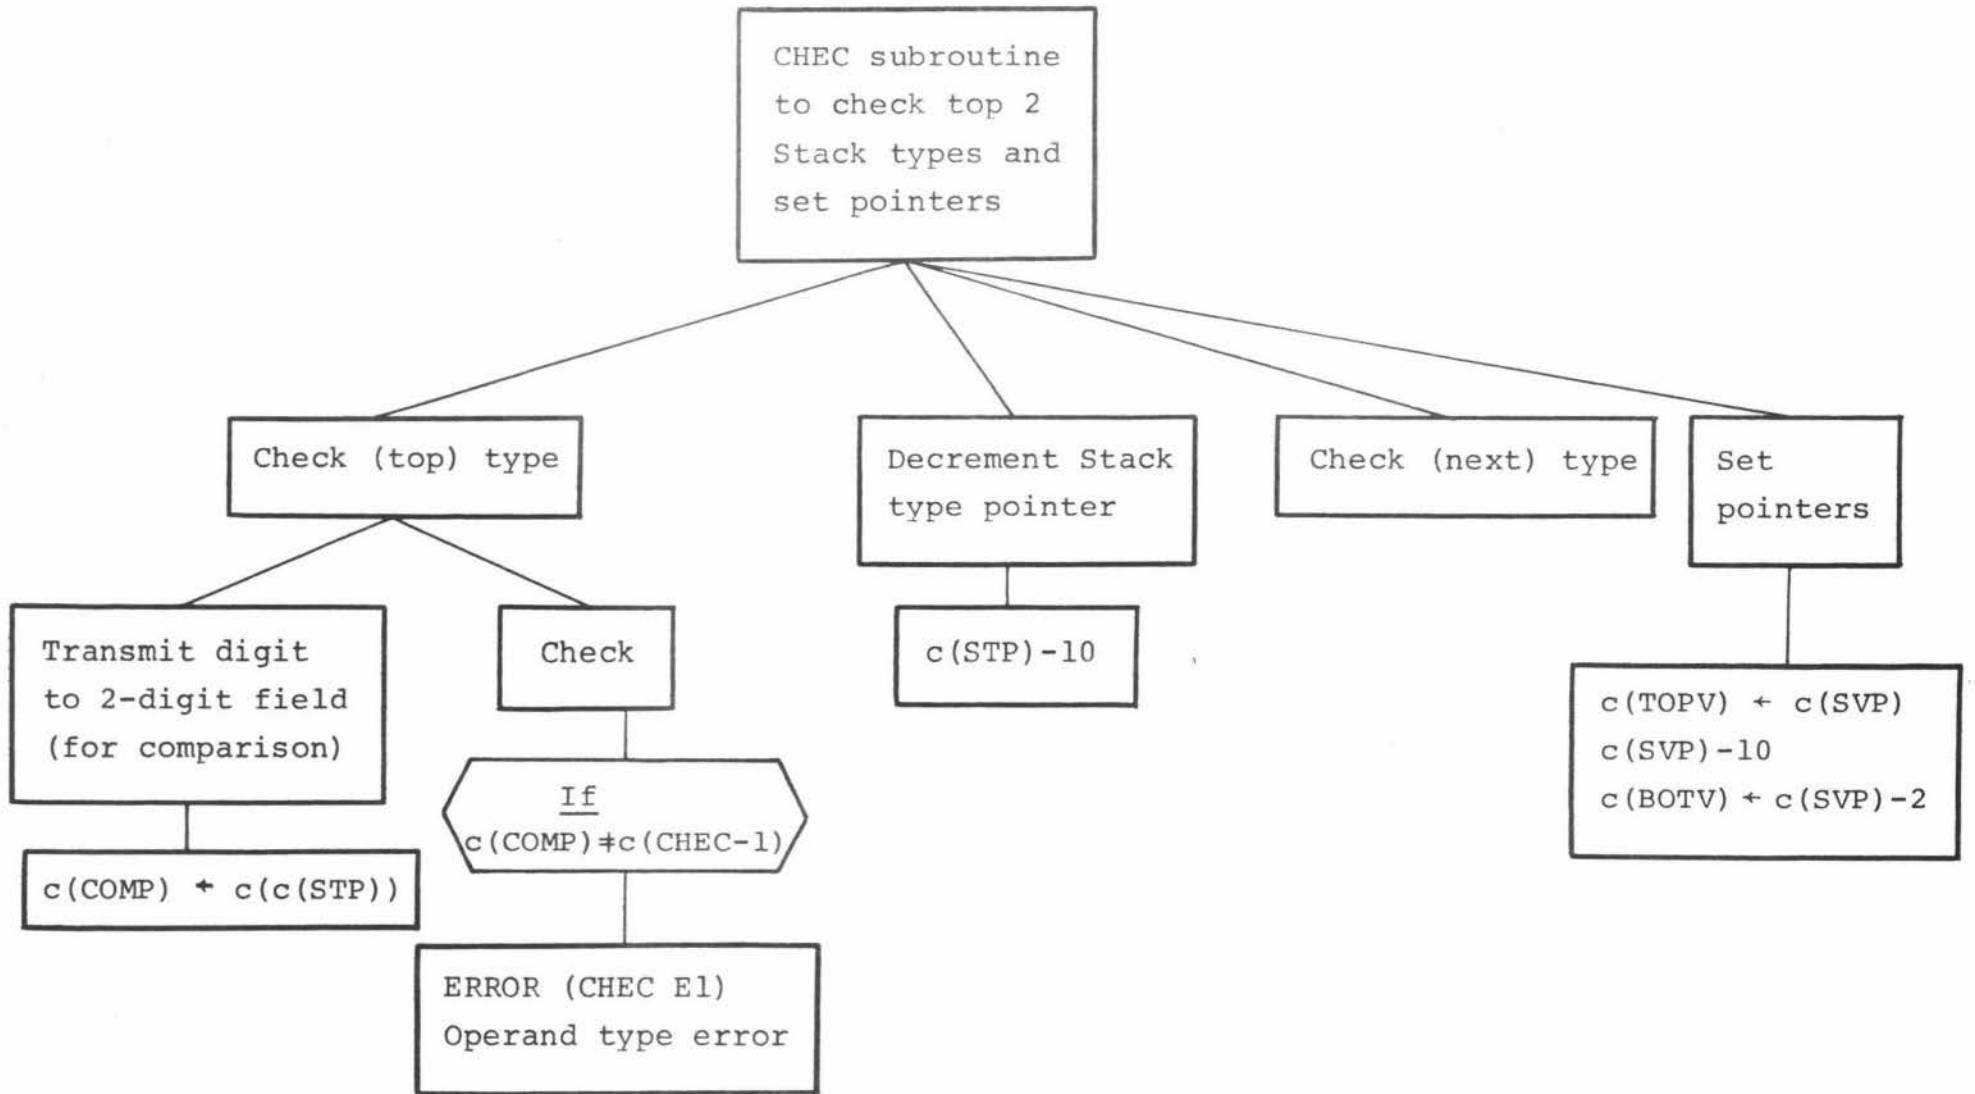 CHEC subroutine
to check top 2
Stack types and
set pointers
Check (top) type
Decrement Stack
type pointer
Check (next) type
Set
pointers
Transmit digit
to 2-digit field
(for comparison)
Check
c(STP)-10
c(TOPV) ← c(SVP)
c(SVP)-10
c(BOTV) ← c(SVP)-2
If
c(COMP)≠c(CHEC-1)
c(COMP) ← c(c(STP))
ERROR (CHEC E1)
Operand type error